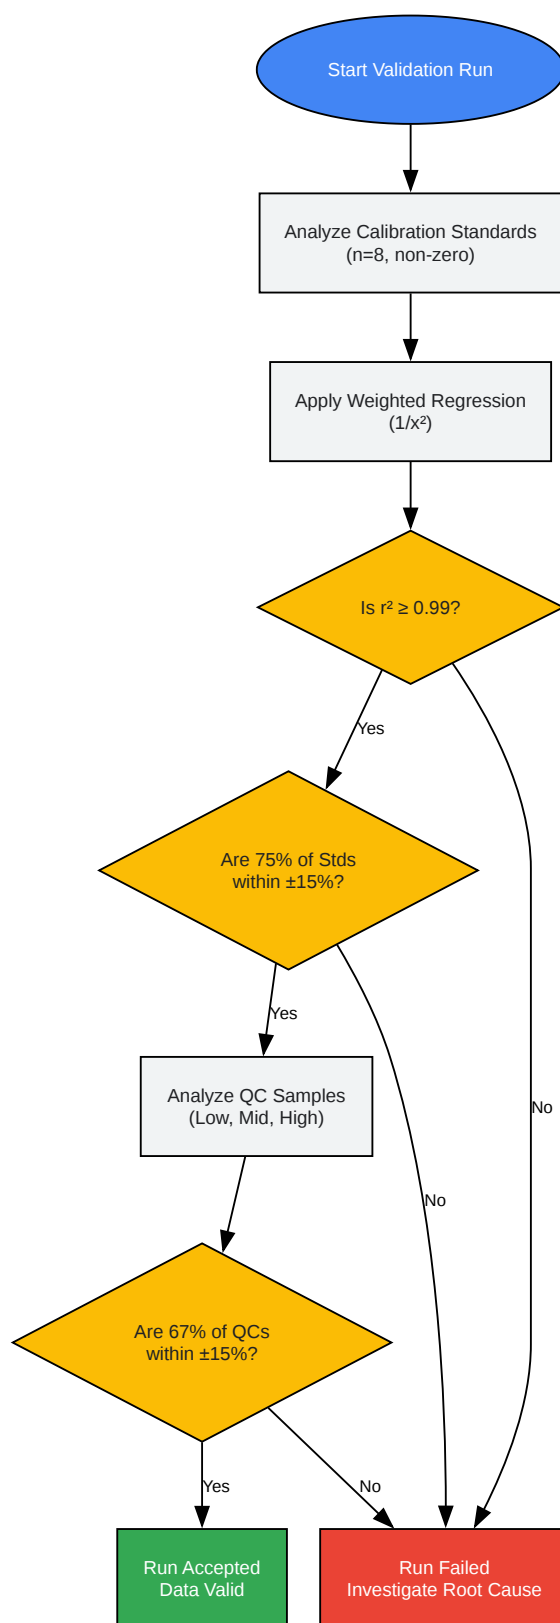 Start Validation Run
Analyze Calibration Standards
(n=8, non-zero)
Apply Weighted Regression
(1/x²)
Is r² ≥ 0.99?
Yes
Are 75% of Stds
within ±15%?
Yes
Analyze QC Samples
(Low, Mid, High)
No
No
Are 67% of QCs
within ±15%?
Yes
No
Run Accepted
Data Valid
Run Failed
Investigate Root Cause